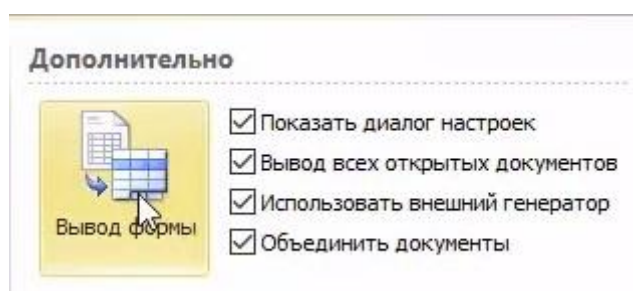 Дополнительно
Показать диалог настроек
Вывод всех открытых документов
Использовать внешний генератор
Объединить документы
Вывод формы